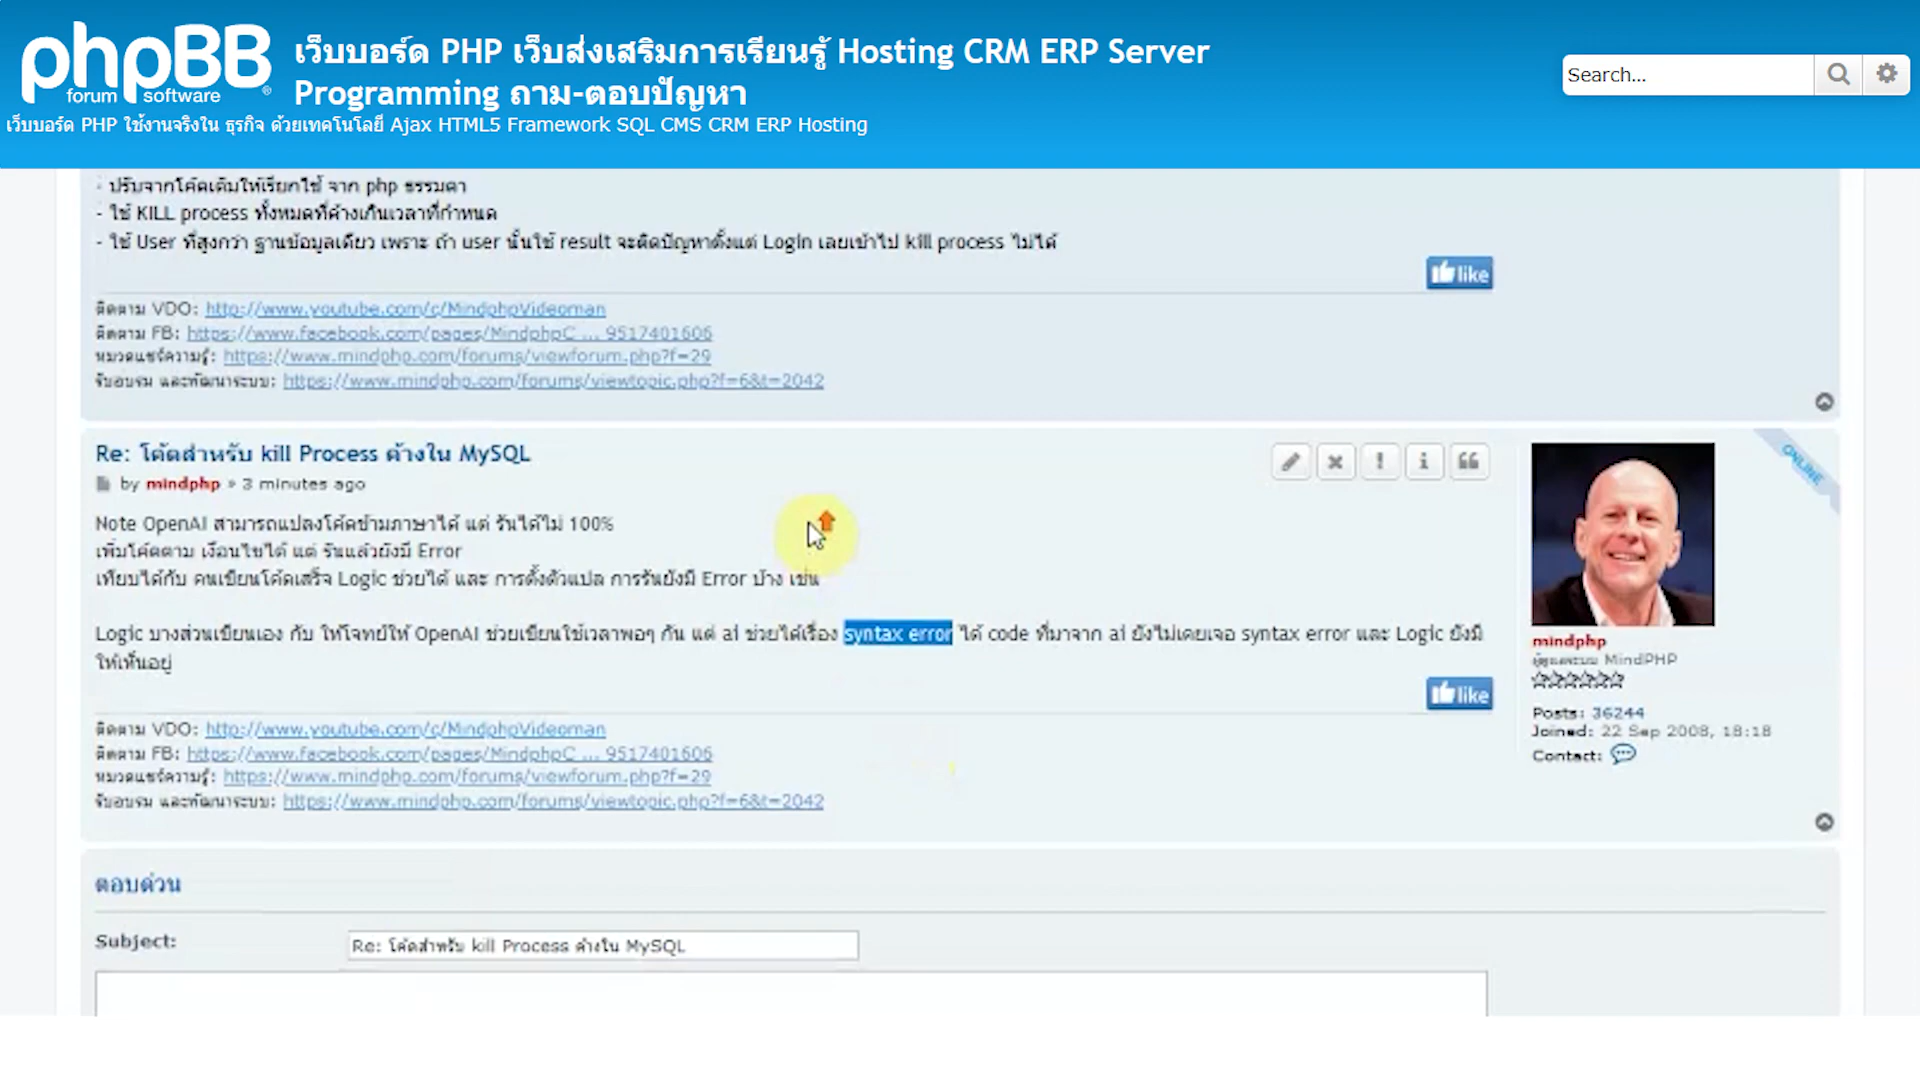 phpBB
forum software
เว็บบอร์ด PHP เว็บส่งเสริมการเรียนรู้ Hosting CRM ERP Server
Programming ถาม-ตอบปัญหา
เว็บบอร์ด PHP ใช้งานจริงใน ธุรกิจ ด้วยเทคโนโลยี Ajax HTML5 Framework SQL CMS CRM ERP Hosting
Search...
- ปรับจากโค้ดเดิมให้เรียกใช้ จาก php ธรรมดา
- ใช้ KILL process ทั้งหมดที่ค้างเกินเวลาที่กำหนด
- ใช้ User ที่สูงกว่า ฐานข้อมูลเดียว เพราะ ถ้า user นั้นใช้ result จะติดปัญหาตั้งแต่ Login เลยเข้าไป kill process ไม่ได้
like
ติดตาม VDO: http://www.youtube.com/c/MindphpVideoman
ติดตาม FB: https://www.facebook.com/pages/MindphpC ... 9517401606
หมวดแชร์ความรู้: https://www.mindphp.com/forums/viewforum.php?f=29
รับอบรม และพัฒนาระบบ: https://www.mindphp.com/forums/viewtopic.php?f=6&t=2042
Re: โค้ดสำหรับ kill Process ค้างใน MySQL
by mindphp » 3 minutes ago
ONLINE
Note OpenAI สามารถแปลงโค้ดข้ามภาษาได้ แต่ รันได้ไม่ 100%
เพิ่มโค้ดตาม เงื่อนไขได้ แต่ รันแล้วยังมี Error
เทียบได้กับ คนเขียนโค้ดเสร็จ Logic ช่วยได้ และ การตั้งตัวแปล การรันยังมี Error บ้าง เช่น
Logic บางส่วนเขียนเอง กับ ให้โจทย์ให้ OpenAI ช่วยเขียนใช้เวลาพอๆ กัน แต่ ai ช่วยได้เรื่อง syntax error ได้ code ที่มาจาก ai ยังไม่เคยเจอ syntax error และ Logic ยังมี
ให้เห็นอยู่
like
mindphp
ผู้ดูแลระบบ MindPHP
Posts: 36244
Joined: 22 Sep 2008, 18:18
Contact:
ติดตาม VDO: http://www.youtube.com/c/MindphpVideoman
ติดตาม FB: https://www.facebook.com/pages/MindphpC ... 9517401606
หมวดแชร์ความรู้: https://www.mindphp.com/forums/viewforum.php?f=29
รับอบรม และพัฒนาระบบ: https://www.mindphp.com/forums/viewtopic.php?f=6&t=2042
ตอบด่วน
Subject:
Re: โค้ดสำหรับ kill Process ค้างใน MySQL